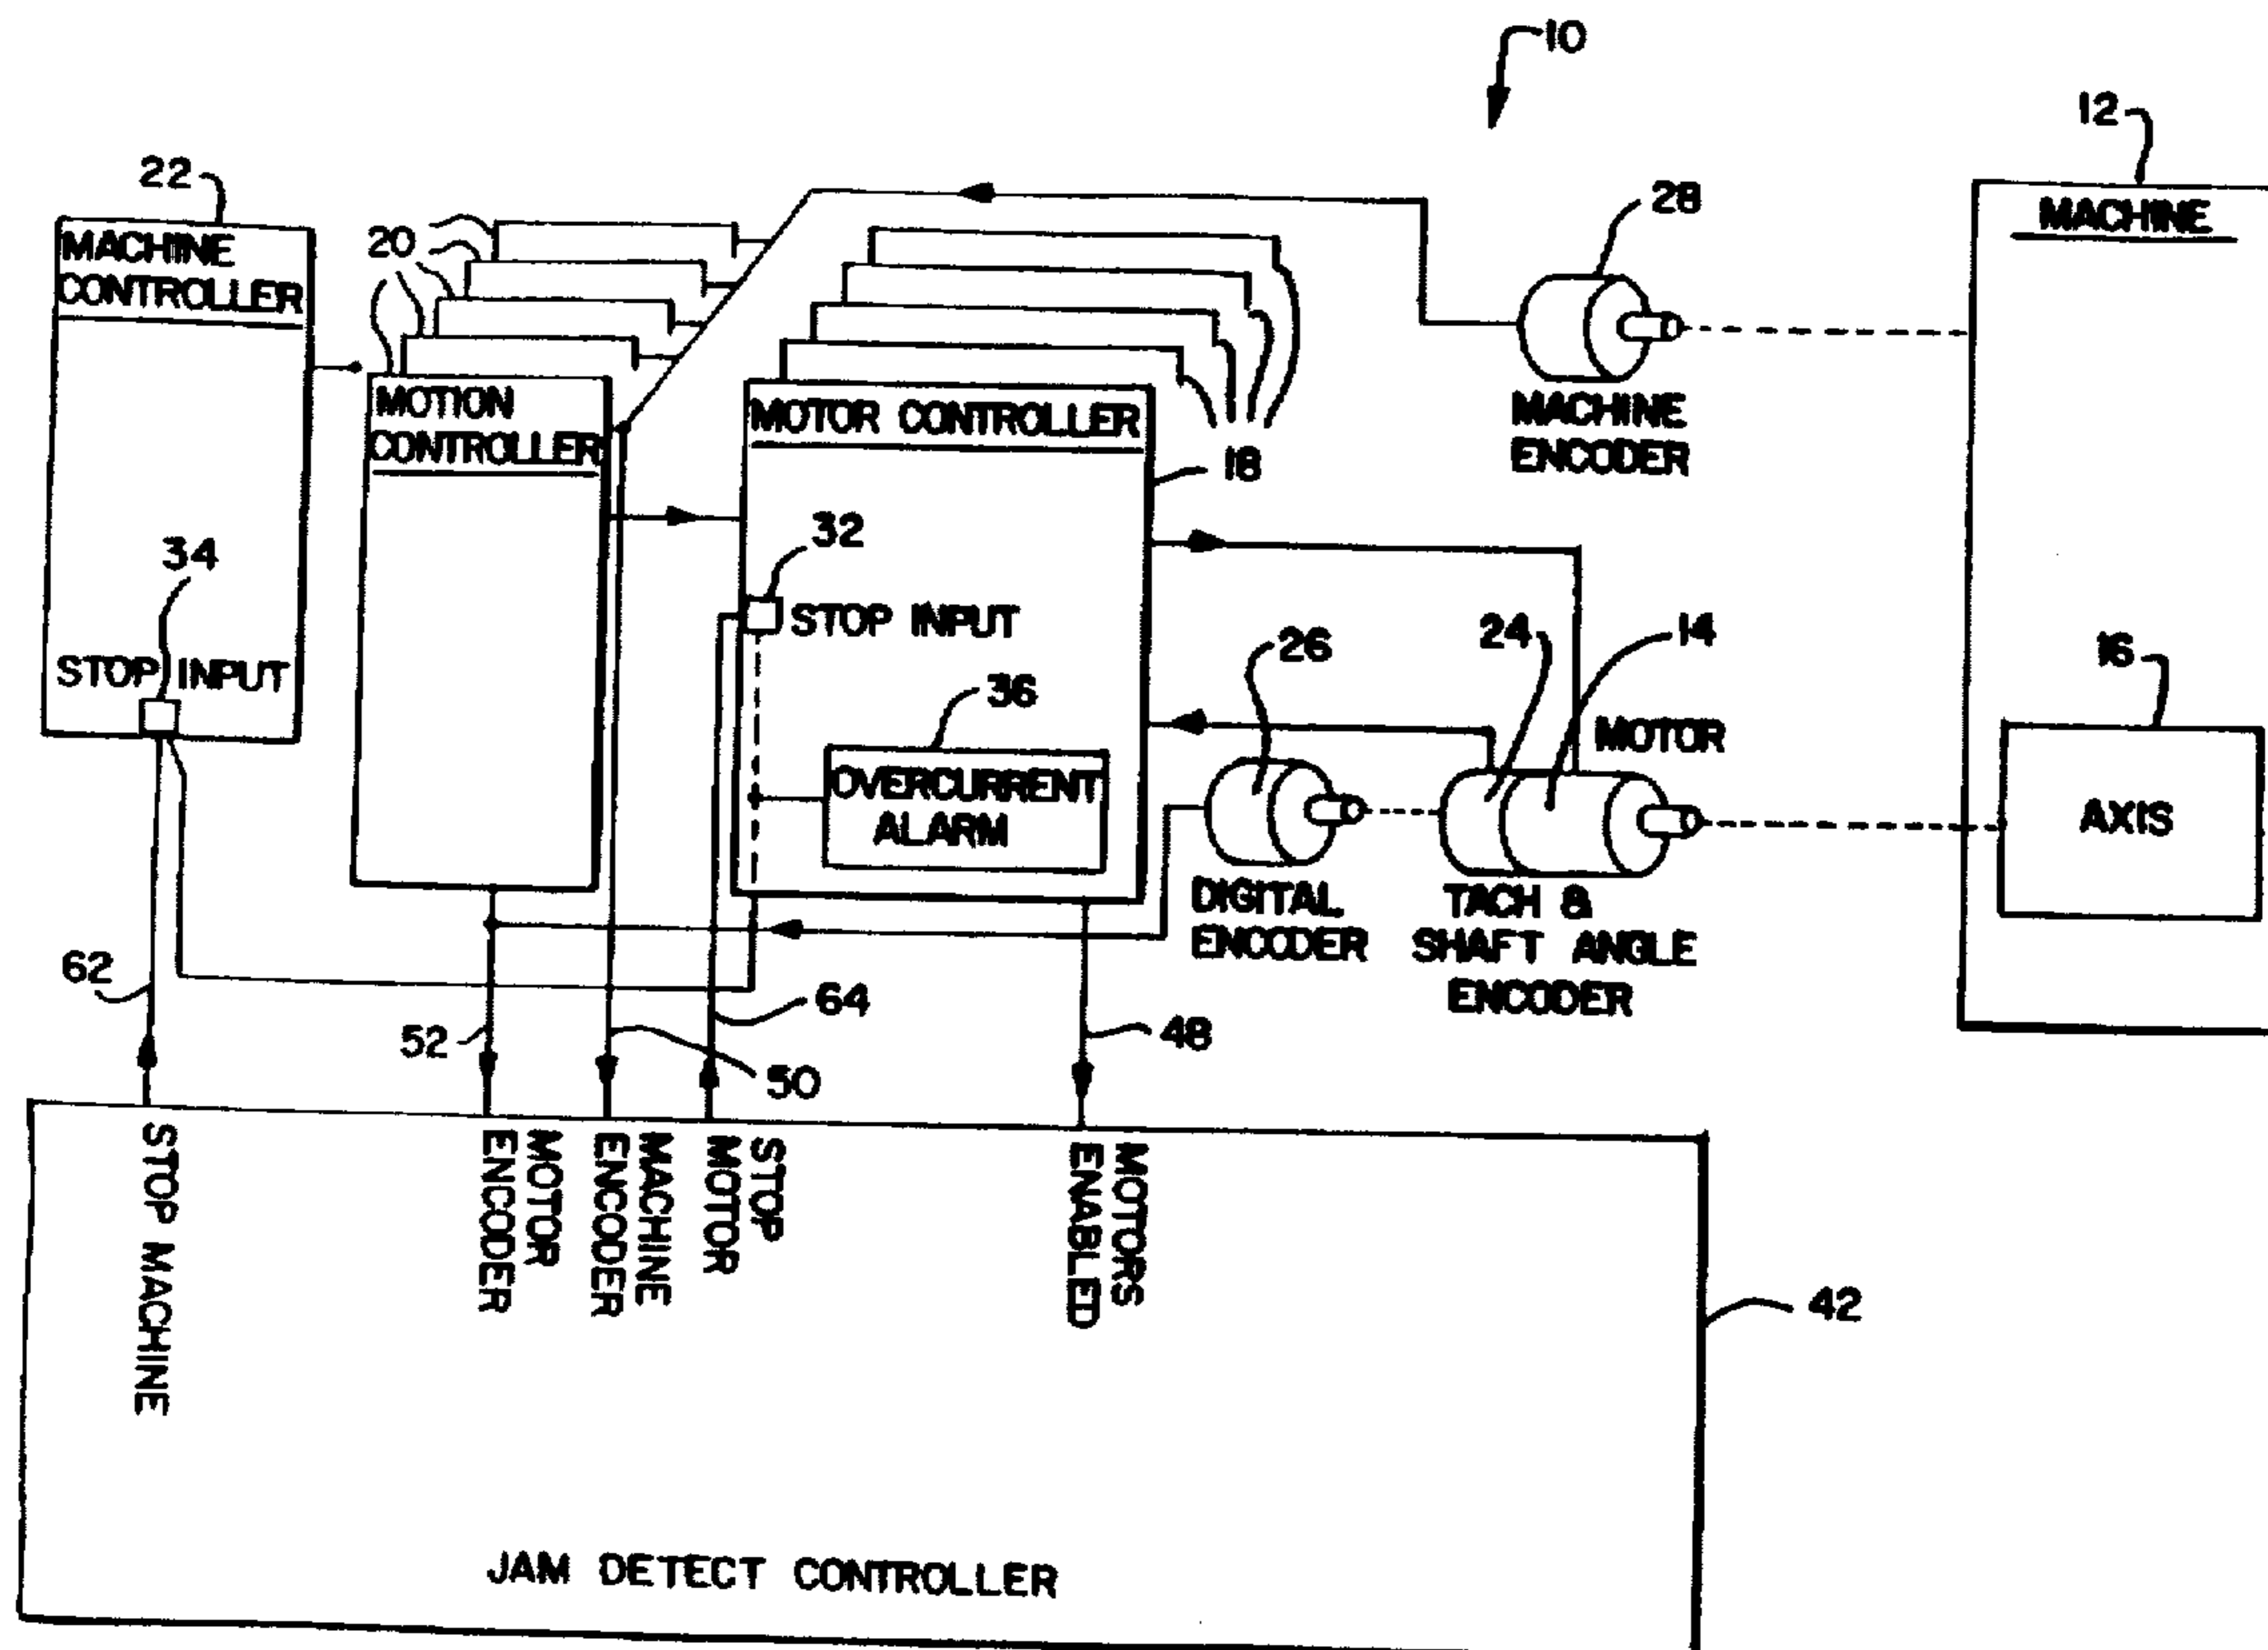 10
12
22
28
MACHINE
20
MACHINE
CONTROLLER
MOTION
CONTROLLER
MOTOR CONTROLLER
MACHINE
ENCODER
18
32
34
STOP INPUT
STOP INPUT
26
24
14
16
36
MOTOR
OVERCURRENT
ALARM
AXIS
DIGITAL
ENCODER
TACH &
SHAFT ANGLE
ENCODER
62
64
52
48
50
STOP MACHINE
MOTOR
ENCODER
MACHINE
ENCODER
STOP
MOTOR
MOTORS
ENABLED
42
JAM DETECT CONTROLLER